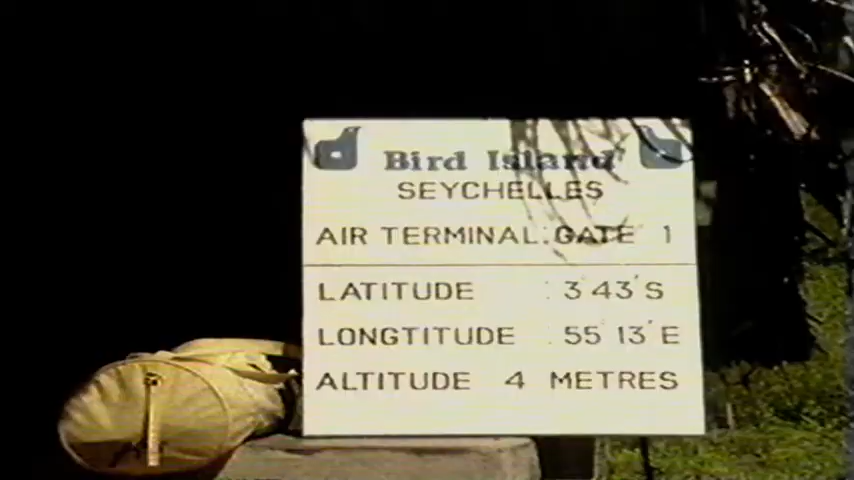 Bird Island
SEYCHELLES
AIR TERMINAL: GATE 1
LATITUDE : 3°43´S
LONGTITUDE : 55°13´E
ALTITUDE 4 METRES